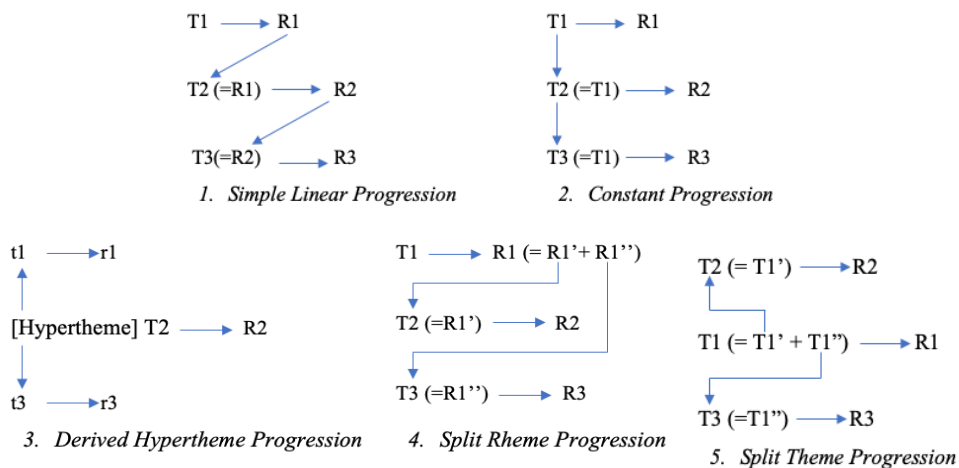 T1 R1
T2 (=R1) R2
T3(=R2) R3
1. Simple Linear Progression
T1 R1
T2 (=T1) R2
T3 (=T1) R3
2. Constant Progression
t1 r1
[Hypertheme] T2 R2
t3 r3
3. Derived Hypertheme Progression
T1 R1 (= R1’+ R1’’)
T2 (=R1’) R2
T3 (=R1’’) R3
4. Split Rheme Progression
T2 (= T1’) R2
T1 (= T1’ + T1”) R1
T3 (=T1”) R3
5. Split Theme Progression